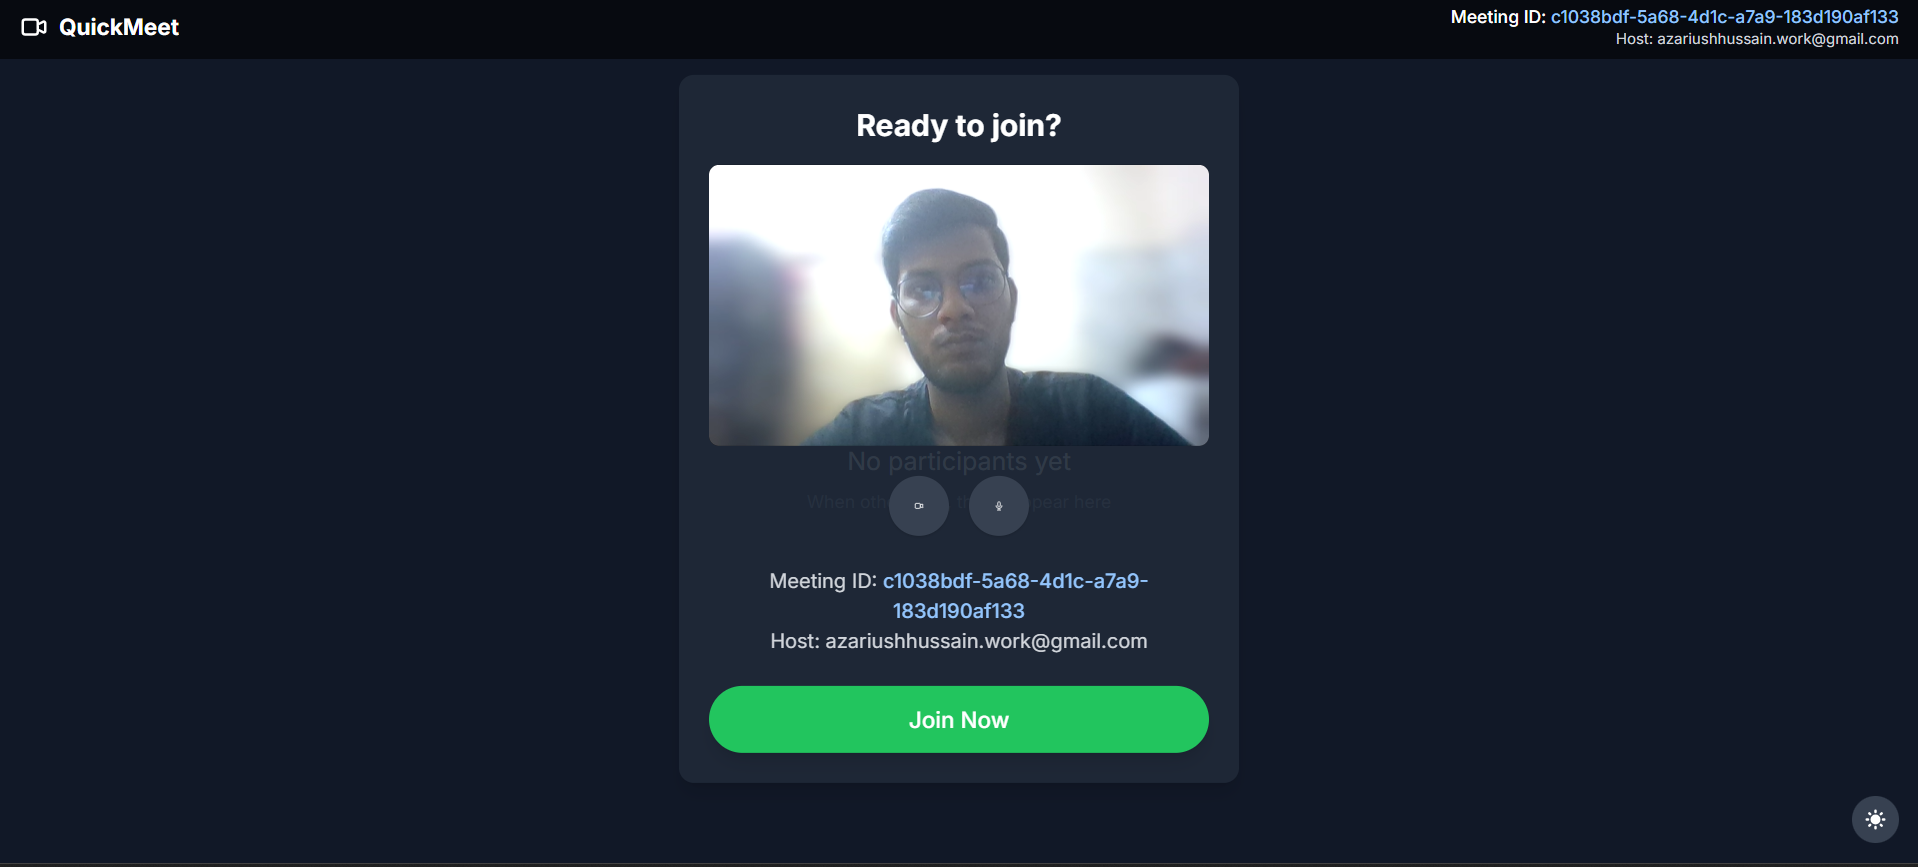 QuickMeet
Meeting ID: c1038bdf-5a68-4d1c-a7a9-183d190af133
Host: azariushhussain.work@gmail.com
Ready to join?
No participants yet
When oth th pear here
Meeting ID: c1038bdf-5a68-4d1c-a7a9-
183d190af133
Host: azariushhussain.work@gmail.com
Join Now